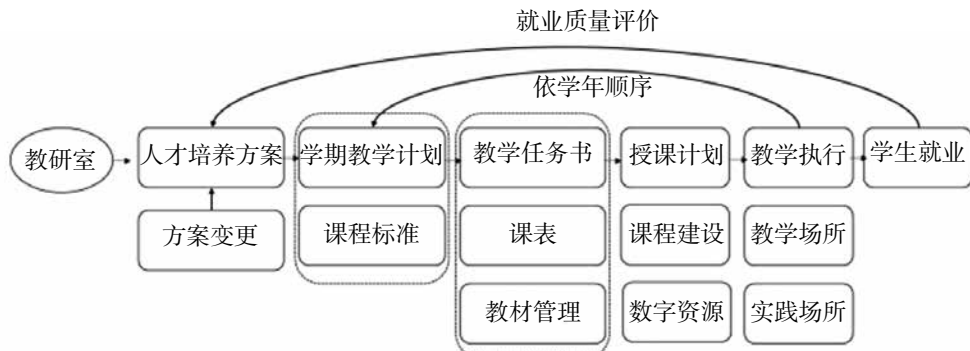 就业质量评价
依学年顺序
教研室
人才培养方案
学期教学计划
教学任务书
授课计划
教学执行
学生就业
方案变更
课程标准
课表
课程建设
教学场所
教材管理
数字资源
实践场所